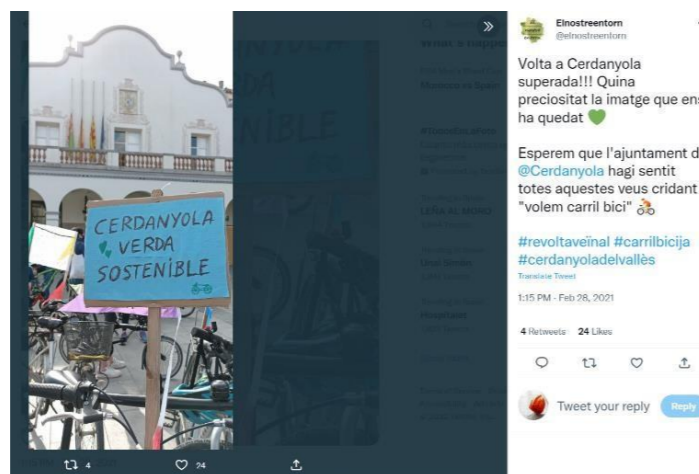 CERDANYOLA
VERDA
SOSTENIBLE
4
24
Elnostreentorn
@elnostreentorn
Volta a Cerdanyola
superada!!! Quina
preciositat la imatge que ens
ha quedat 💚
Esperem que l'ajuntament d
@Cerdanyola hagi sentit
totes aquestes veus cridant
"volem carril bici" 🚴
#revoltaveïnal #carrilbicija
#cerdanyoladelvallès
Translate Tweet
1:15 PM · Feb 28, 2021
4 Retweets 24 Likes
Tweet your reply
Reply